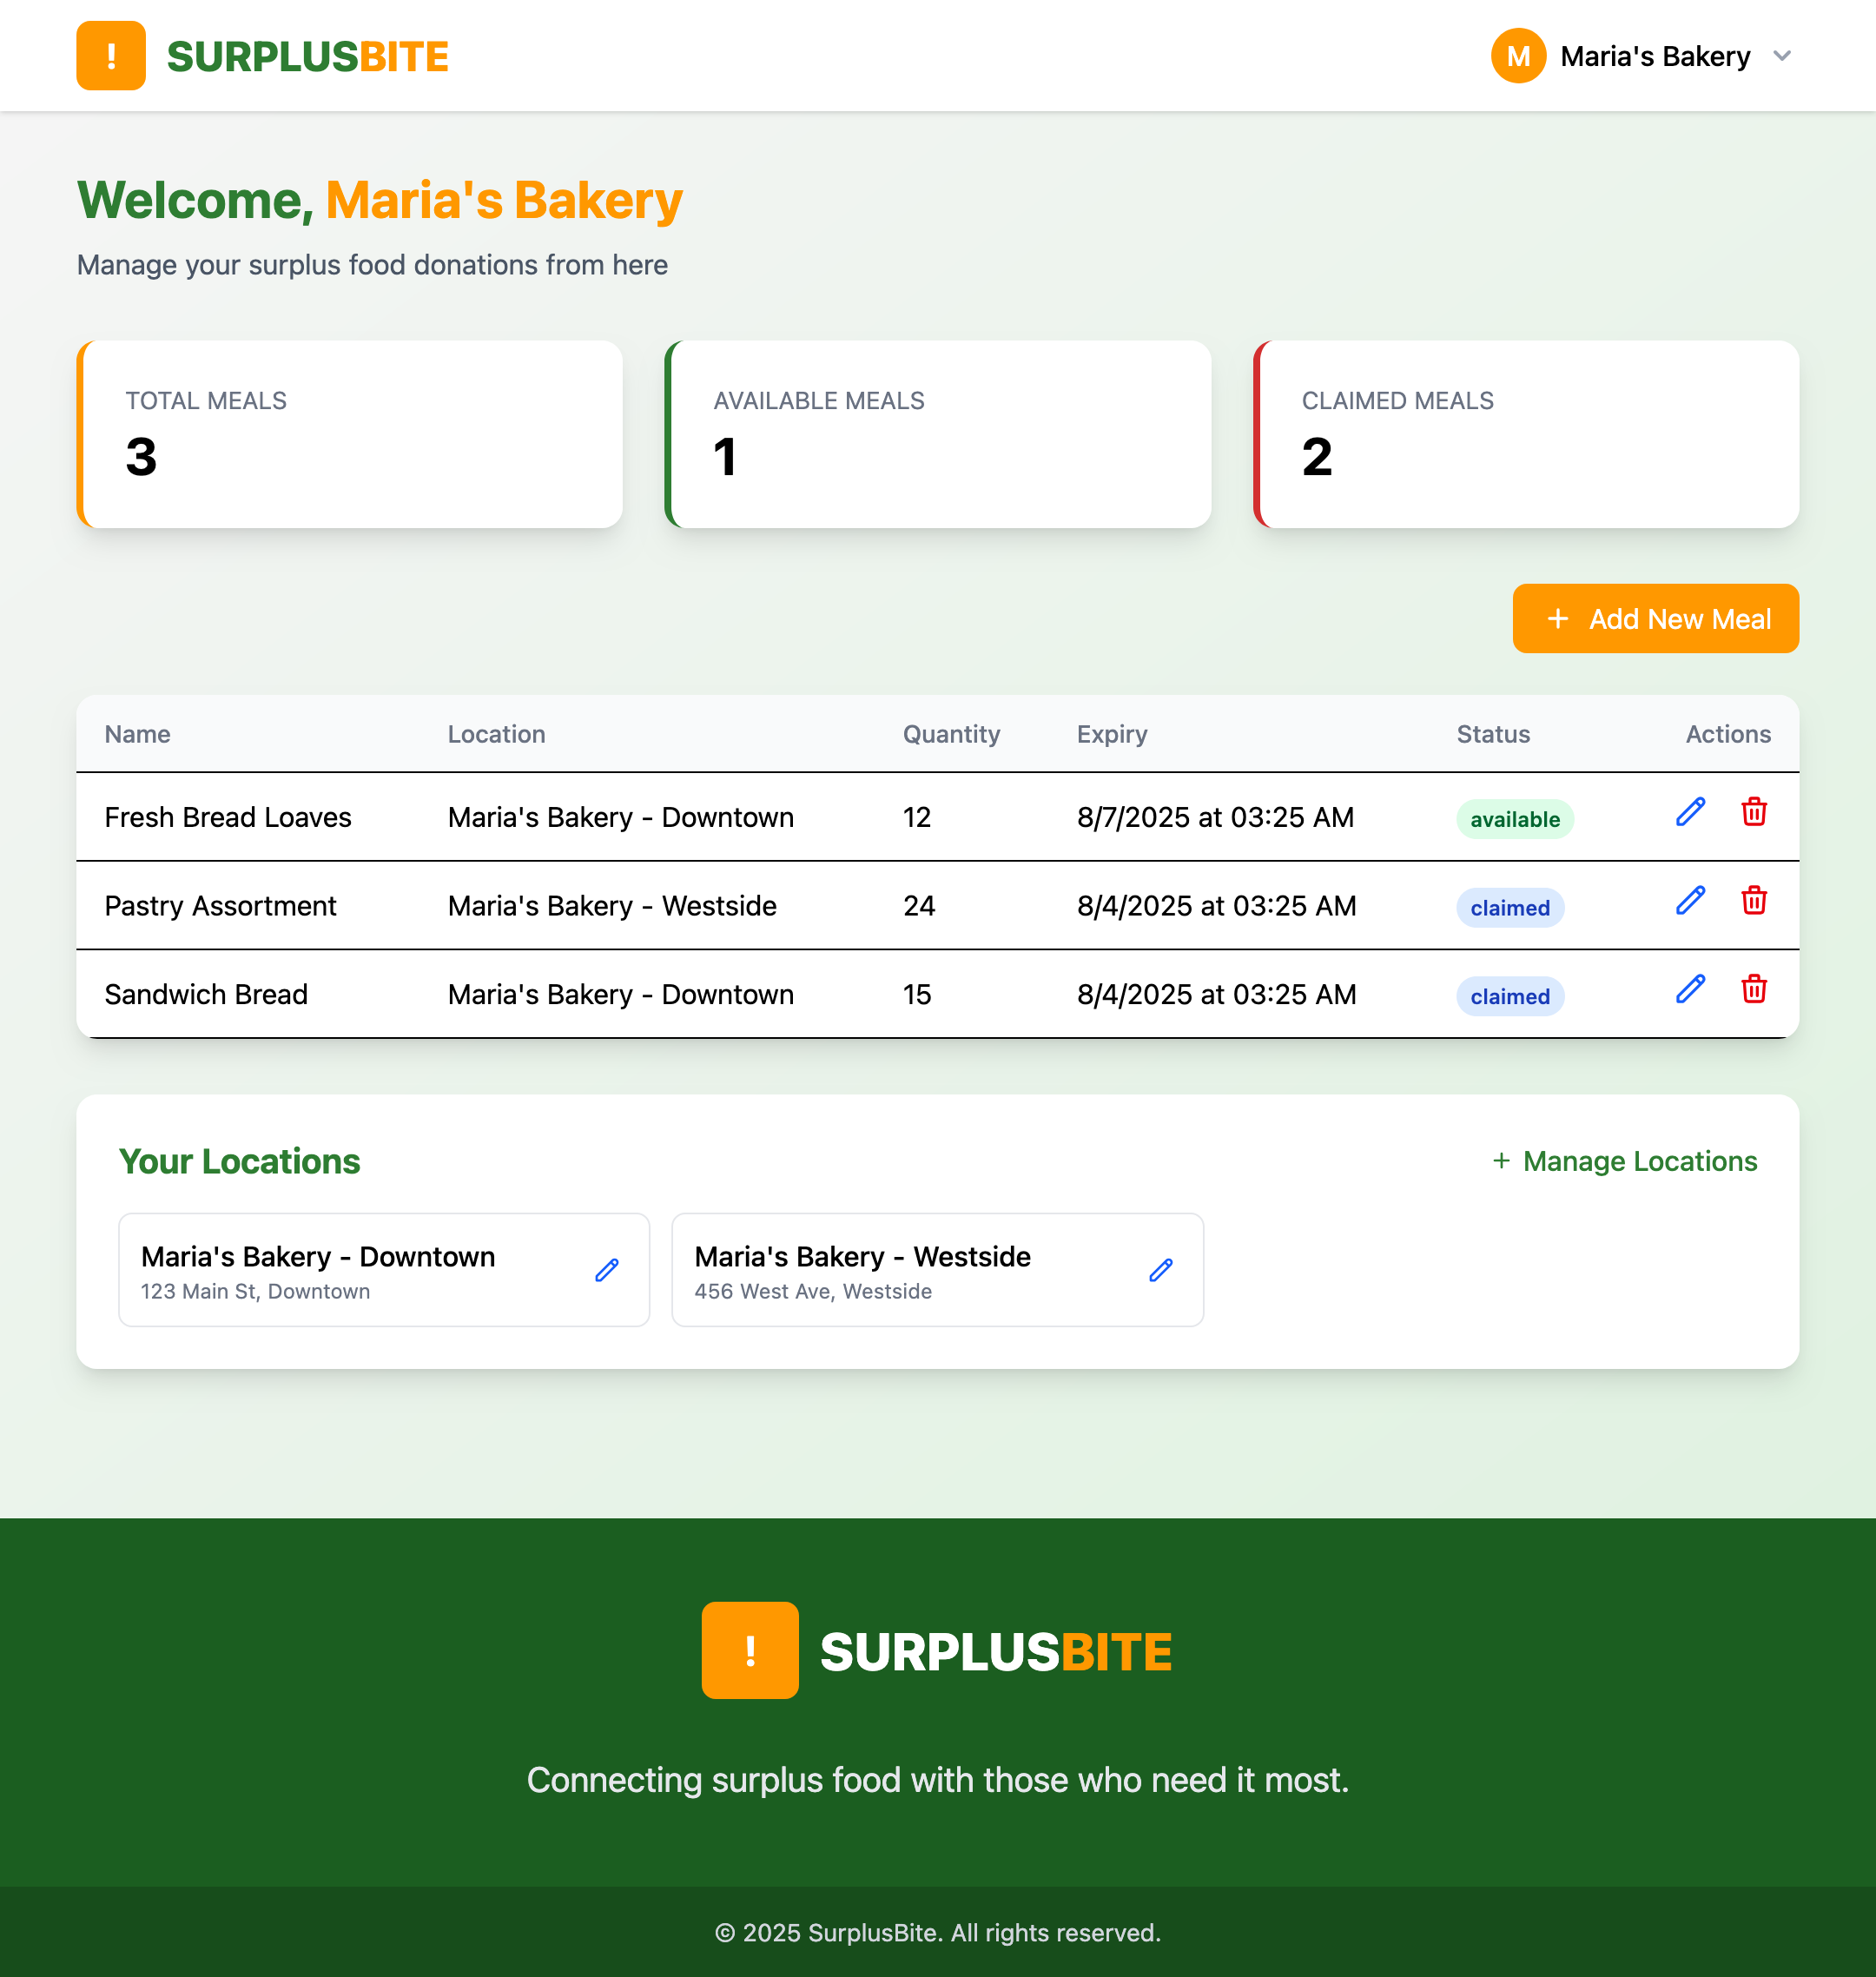 ! SURPLUSBITE
M Maria's Bakery
Welcome, Maria's Bakery
Manage your surplus food donations from here
TOTAL MEALS
3
AVAILABLE MEALS
1
CLAIMED MEALS
2
+ Add New Meal
Name Location Quantity Expiry Status Actions
Fresh Bread Loaves Maria's Bakery - Downtown 12 8/7/2025 at 03:25 AM available
Pastry Assortment Maria's Bakery - Westside 24 8/4/2025 at 03:25 AM claimed
Sandwich Bread Maria's Bakery - Downtown 15 8/4/2025 at 03:25 AM claimed
Your Locations
+ Manage Locations
Maria's Bakery - Downtown
123 Main St, Downtown
Maria's Bakery - Westside
456 West Ave, Westside
! SURPLUSBITE
Connecting surplus food with those who need it most.
© 2025 SurplusBite. All rights reserved.